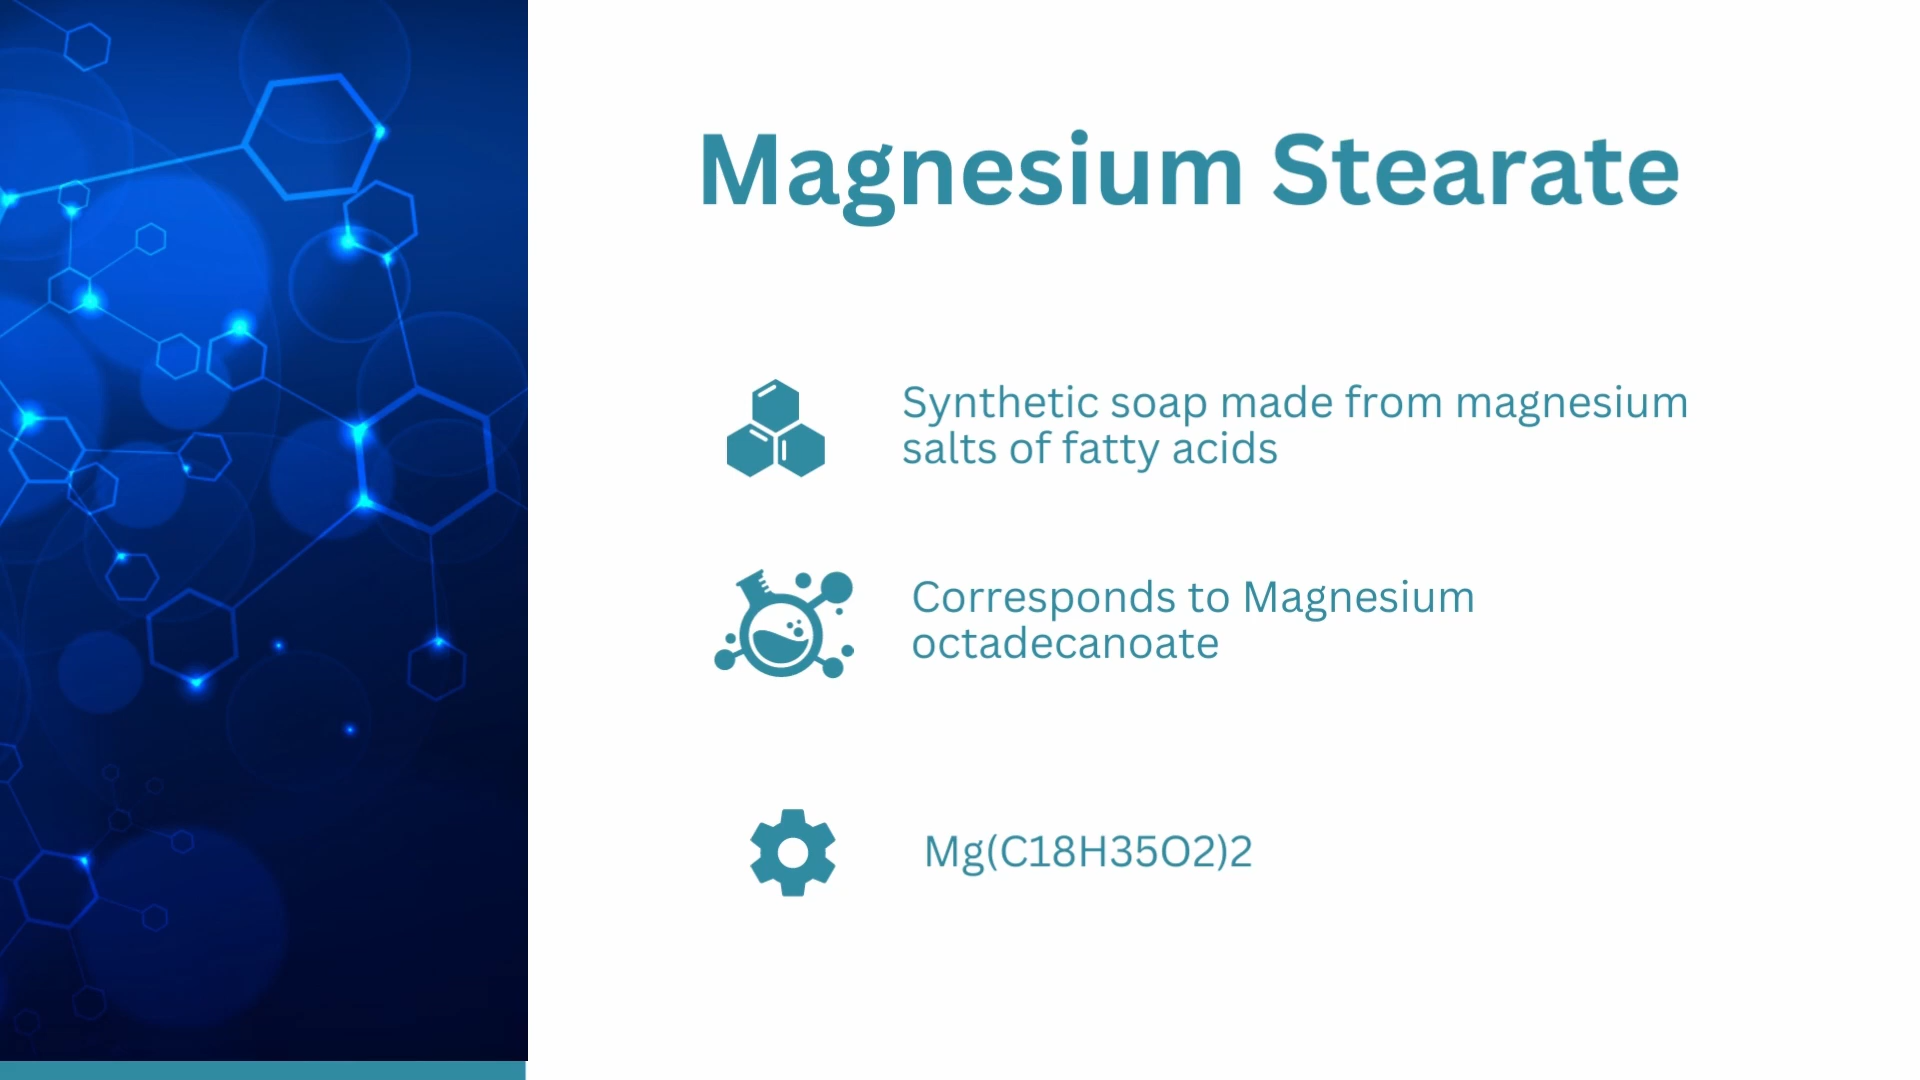 Magnesium Stearate
Synthetic soap made from magnesium
salts of fatty acids
Corresponds to Magnesium
octadecanoate
Mg(C18H35O2)2